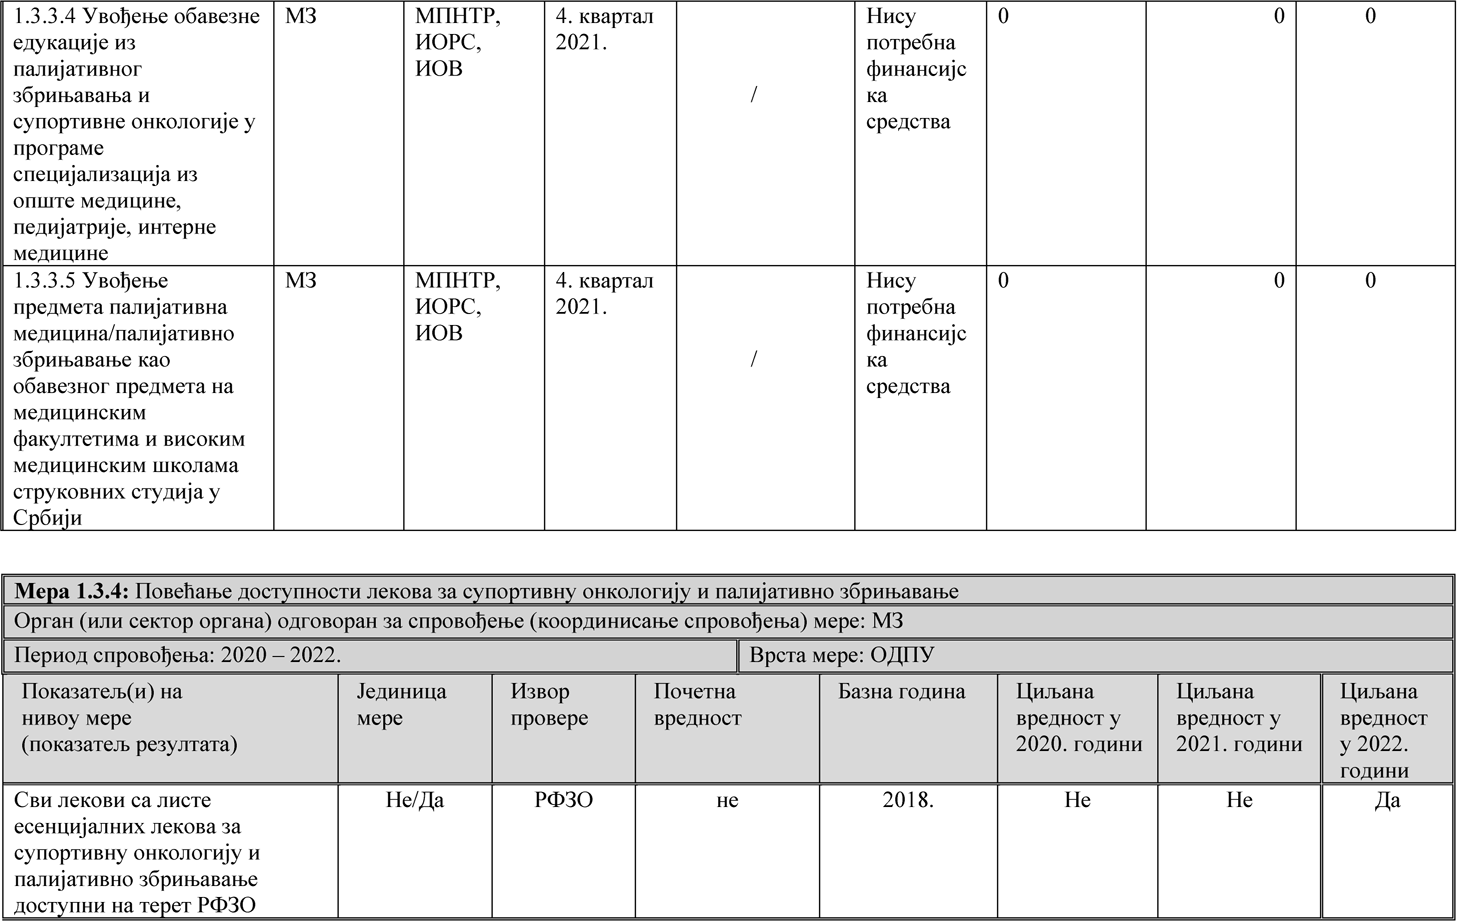 1.3.3.4 Увођење обавезне едукације из палијативног збрињавања и супортивне онкологије у програме специјализација из опште медицине, педијатрије, интерне медицине
МЗ
МПНТР, ИОРС, ИОВ
4. квартал 2021.
/
Нису потребна финансијс ка средства
0
0
0
1.3.3.5 Увођење предмета палијативна медицина/палијативно збрињавање као обавезног предмета на медицинским факултетима и високим медицинским школама струковних студија у Србији
МЗ
МПНТР, ИОРС, ИОВ
4. квартал 2021.
/
Нису потребна финансијс ка средства
0
0
0
Мера 1.3.4: Повећање доступности лекова за супортивну онкологију и палијативно збрињавање
Орган (или сектор органа) одговоран за спровођење (координисање спровођења) мере: МЗ
Период спровођења: 2020 – 2022.
Врста мере: ОДПУ
Показатељ(и) на нивоу мере (показатељ резултата)
Јединица мере
Извор провере
Почетна вредност
Базна година
Циљана вредност у 2020. години
Циљана вредност у 2021. години
Циљана вредност у 2022. години
Сви лекови са листе есенцијалних лекова за супортивну онкологију и палијативно збрињавање доступни на терет РФЗО
Не/Да
РФЗО
не
2018.
Не
Не
Да